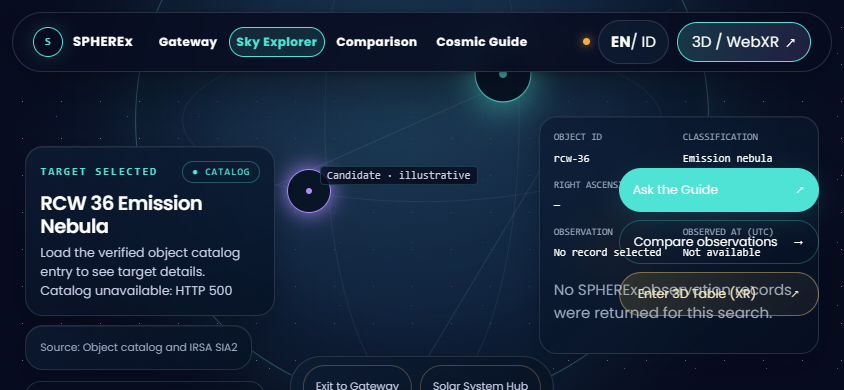 S SPHEREx Gateway Sky Explorer Comparison Cosmic Guide EN/ ID 3D / WebXR ↗
Candidate · illustrative
TARGET SELECTED ● CATALOG
RCW 36 Emission
Nebula
Load the verified object catalog
entry to see target details.
Catalog unavailable: HTTP 500
Source: Object catalog and IRSA SIA2
OBJECT ID CLASSIFICATION
rcw-36 Emission nebula
RIGHT ASCENS
—
Ask the Guide ↗
OBSERVATION OBSERVED AT (UTC)
Compare observations →
No record selected Not available
Enter 3D Table (XR) ↗
No SPHEREx observation records
were returned for this search.
Exit to Gateway Solar System Hub